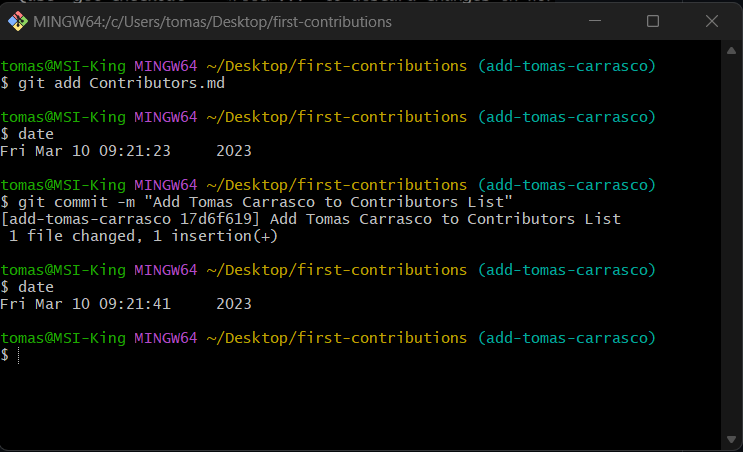 MINGW64:/c/Users/tomas/Desktop/first-contributions
tomas@MSI-King MINGW64 ~/Desktop/first-contributions (add-tomas-carrasco)
$ git add Contributors.md
tomas@MSI-King MINGW64 ~/Desktop/first-contributions (add-tomas-carrasco)
$ date
Fri Mar 10 09:21:23     2023
tomas@MSI-King MINGW64 ~/Desktop/first-contributions (add-tomas-carrasco)
$ git commit -m "Add Tomas Carrasco to Contributors List"
[add-tomas-carrasco 17d6f619] Add Tomas Carrasco to Contributors List
 1 file changed, 1 insertion(+)
tomas@MSI-King MINGW64 ~/Desktop/first-contributions (add-tomas-carrasco)
$ date
Fri Mar 10 09:21:41     2023
tomas@MSI-King MINGW64 ~/Desktop/first-contributions (add-tomas-carrasco)
$